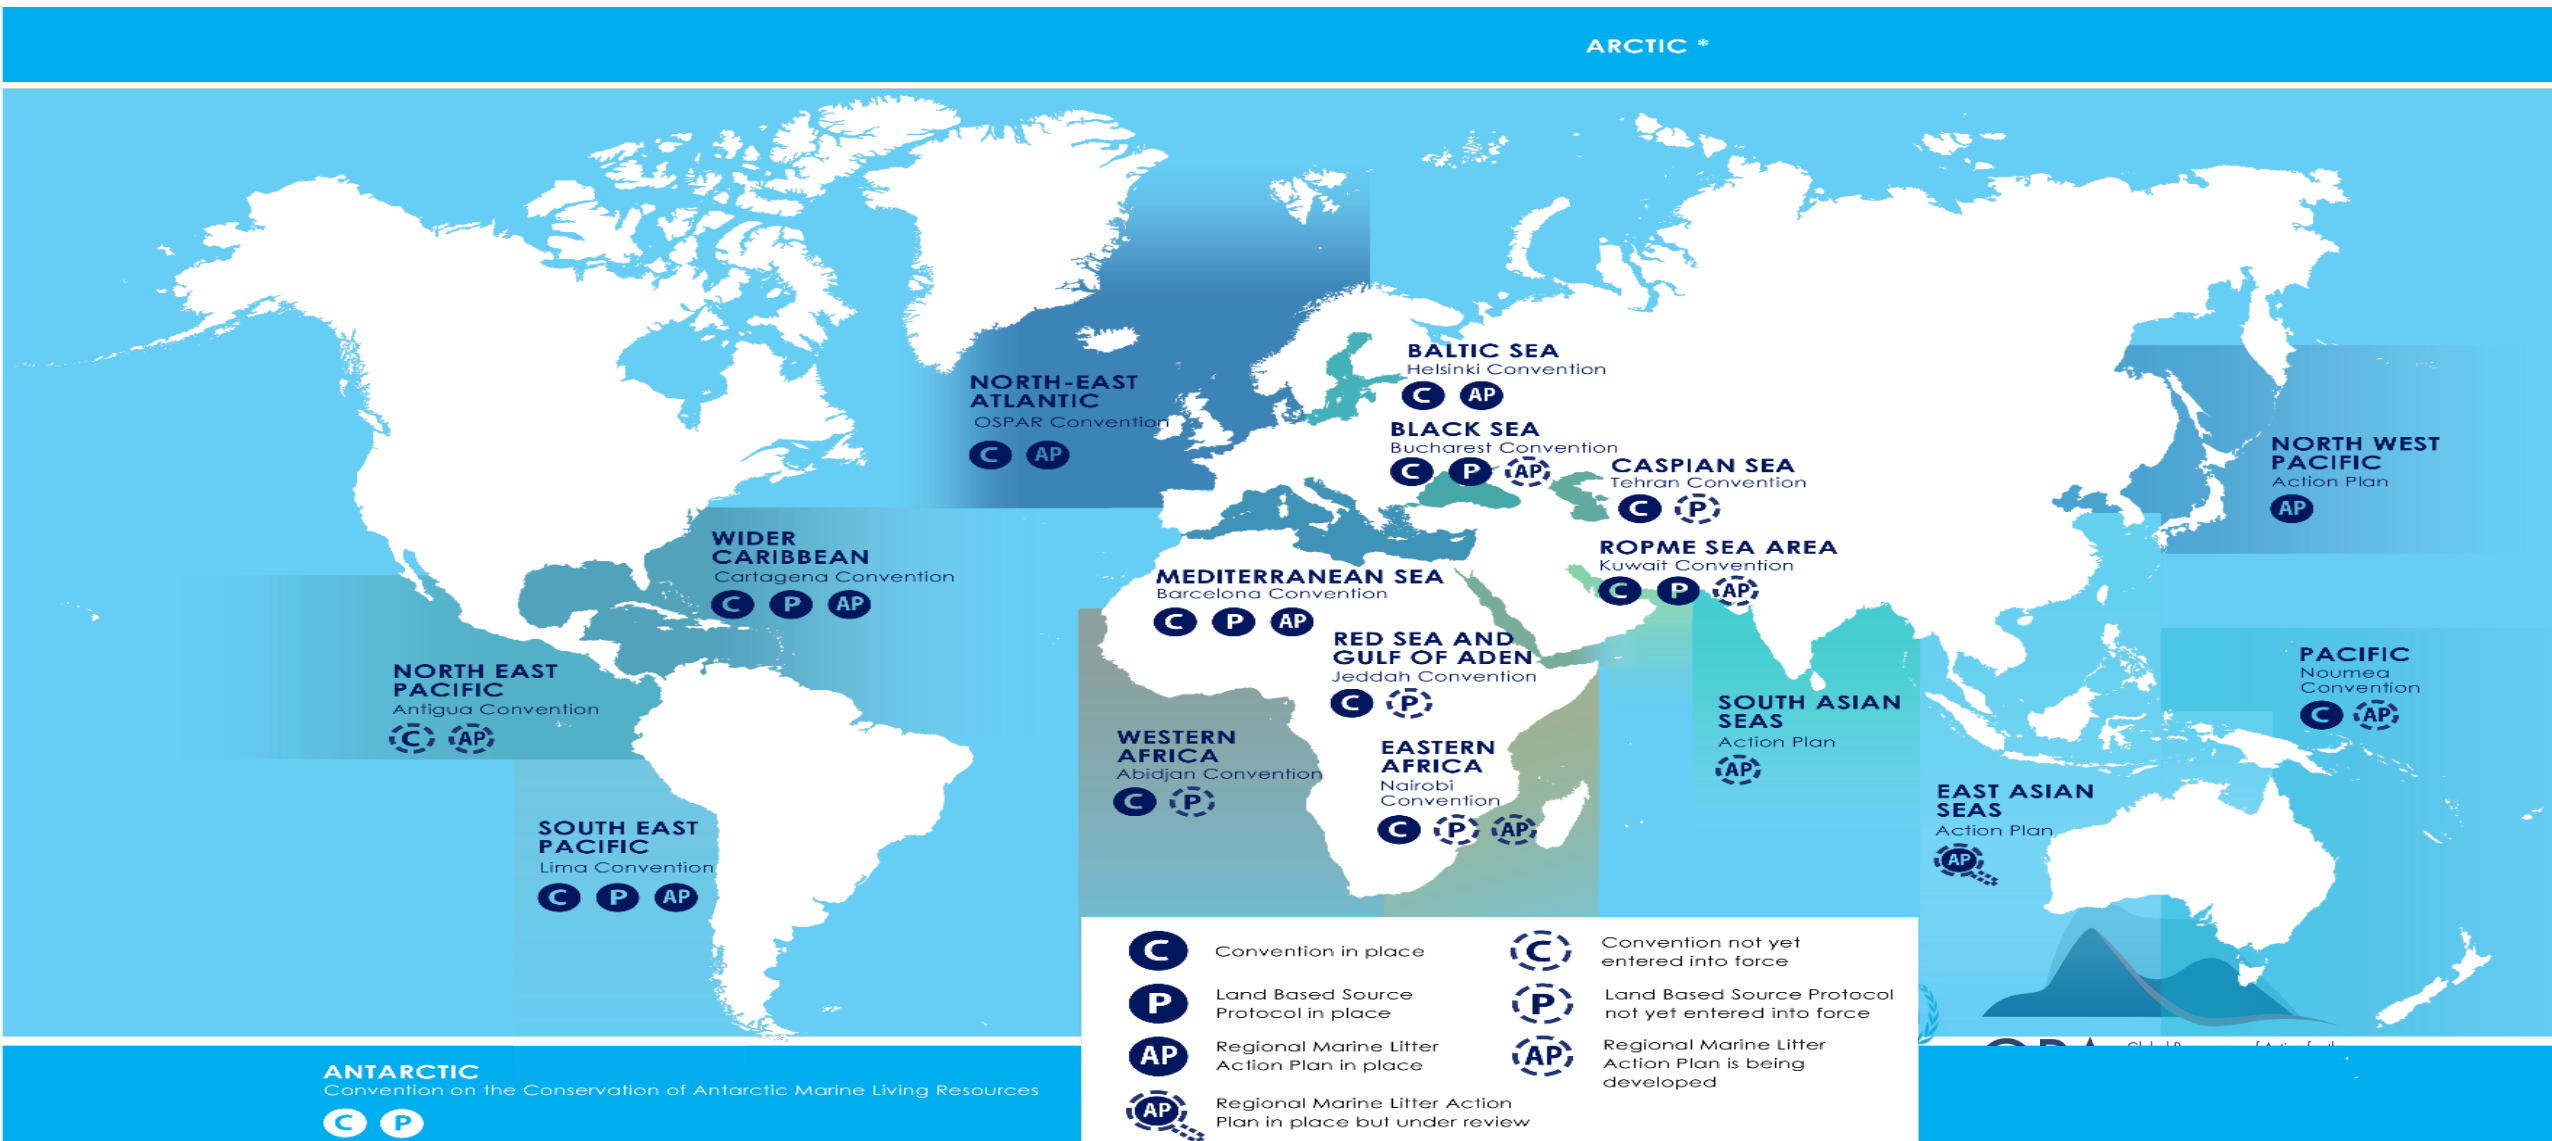 ARCTIC *
BALTIC SEA
Helsinki Convention
C AP
NORTH-EAST
ATLANTIC
OSPAR Convention
C AP
BLACK SEA
Bucharest Convention
C P AP
CASPIAN SEA
Tehran Convention
C P
NORTH WEST
PACIFIC
Action Plan
AP
WIDER
CARIBBEAN
Cartagena Convention
C P AP
MEDITERRANEAN SEA
Barcelona Convention
C P AP
ROPME SEA AREA
Kuwait Convention
C P AP
RED SEA AND
GULF OF ADEN
Jeddah Convention
C P
NORTH EAST
PACIFIC
Antigua Convention
C AP
PACIFIC
Noumea
Convention
C AP
SOUTH ASIAN
SEAS
Action Plan
AP
WESTERN
AFRICA
Abidjan Convention
C P
EASTERN
AFRICA
Nairobi
Convention
C P AP
EAST ASIAN
SEAS
Action Plan
AP
SOUTH EAST
PACIFIC
Lima Convention
C P AP
C Convention in place
P Land Based Source
Protocol in place
AP Regional Marine Litter
Action Plan in place
AP Regional Marine Litter Action
Plan in place but under review
C Convention not yet
entered into force
P Land Based Source Protocol
not yet entered into force
AP Regional Marine Litter
Action Plan is being
developed
ANTARCTIC
Convention on the Conservation of Antarctic Marine Living Resources
C P